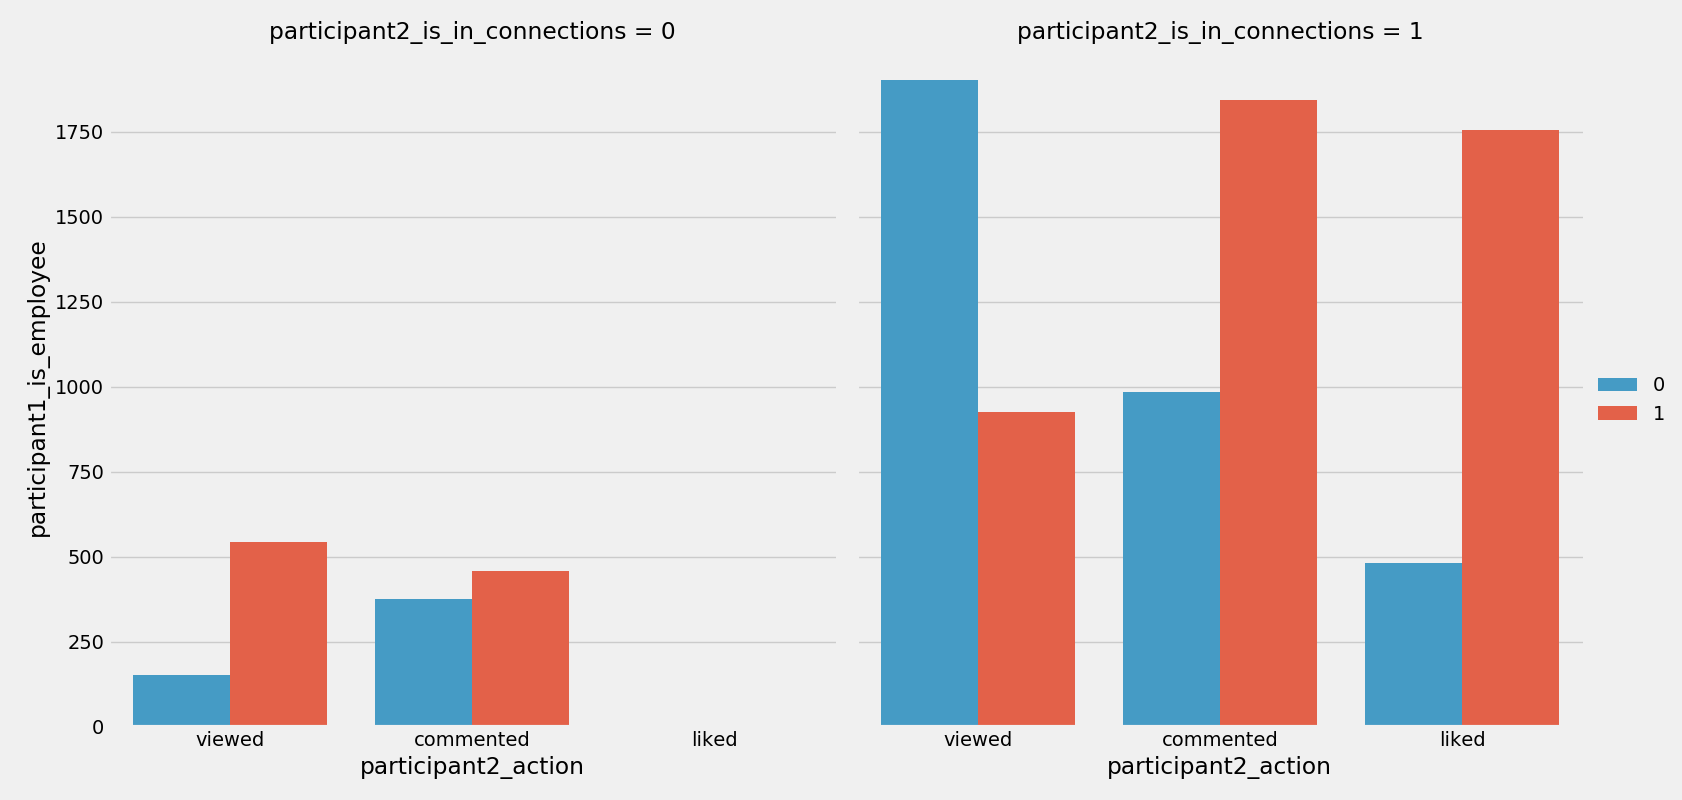 participant2_is_in_connections = 0
participant2_is_in_connections = 1
participant1_is_employee
1750
1500
1250
1000
750
500
250
0
viewed
commented
liked
participant2_action
viewed
commented
liked
participant2_action
0
1